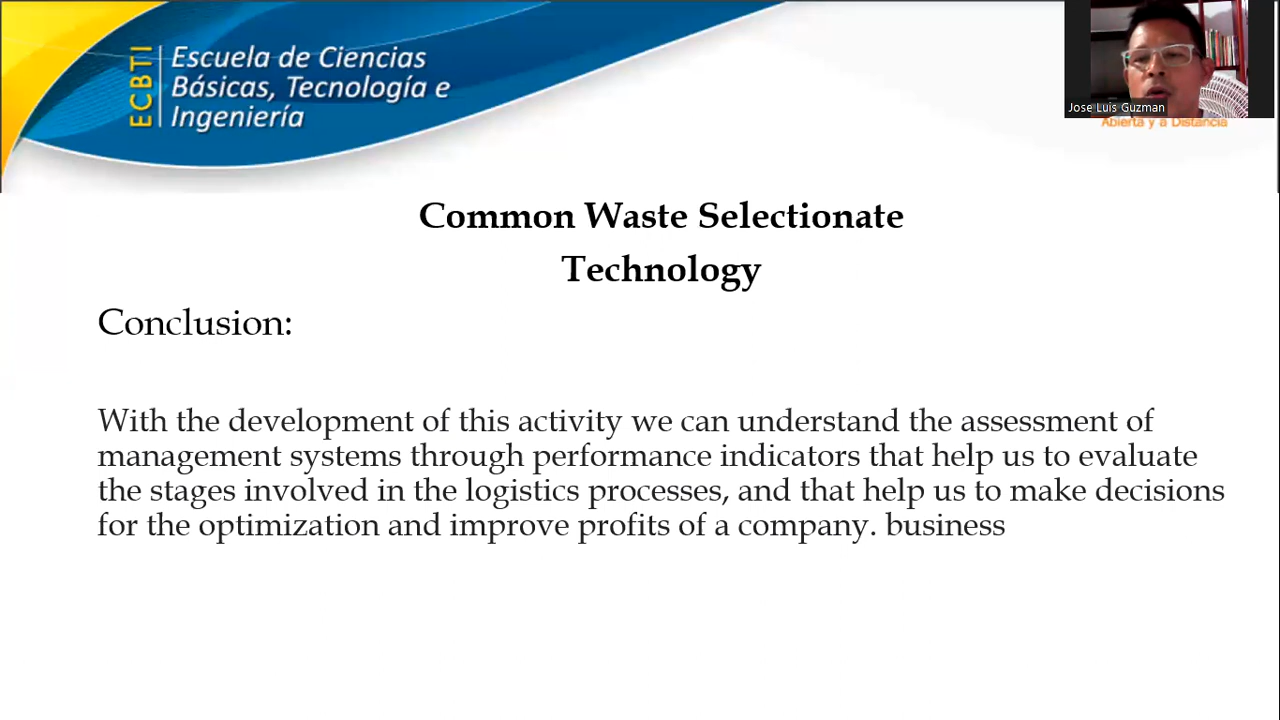 ECBTI
Escuela de Ciencias
Básicas, Tecnología e
Ingeniería
Jose Luis Guzman
Abierta y a Distancia
Common Waste Selectionate
Technology
Conclusion:
With the development of this activity we can understand the assessment of
management systems through performance indicators that help us to evaluate
the stages involved in the logistics processes, and that help us to make decisions
for the optimization and improve profits of a company. business